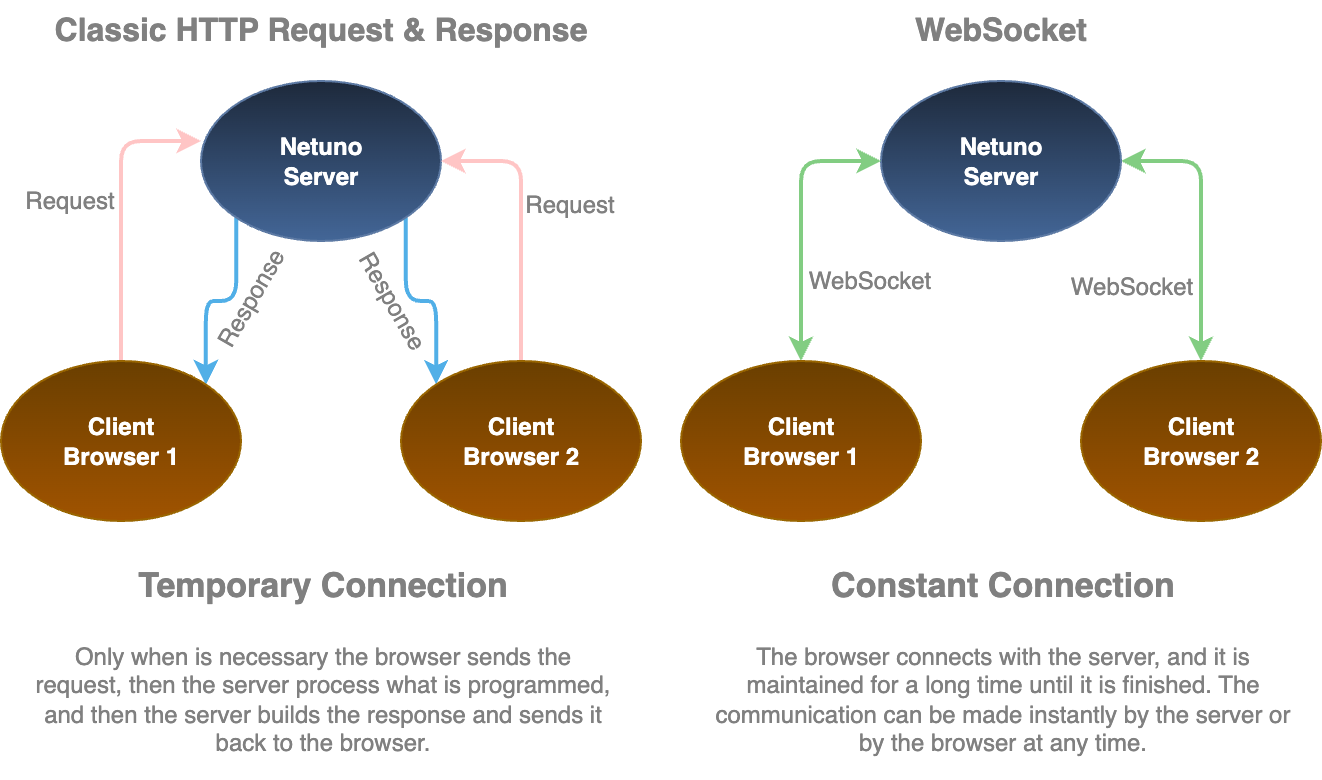 Classic HTTP Request & Response
Netuno
Server
Request
Request
Response
Response
Client
Browser 1
Client
Browser 2
Temporary Connection
Only when is necessary the browser sends the
request, then the server process what is programmed,
and then the server builds the response and sends it
back to the browser.
WebSocket
Netuno
Server
WebSocket
WebSocket
Client
Browser 1
Client
Browser 2
Constant Connection
The browser connects with the server, and it is
maintained for a long time until it is finished. The
communication can be made instantly by the server or
by the browser at any time.